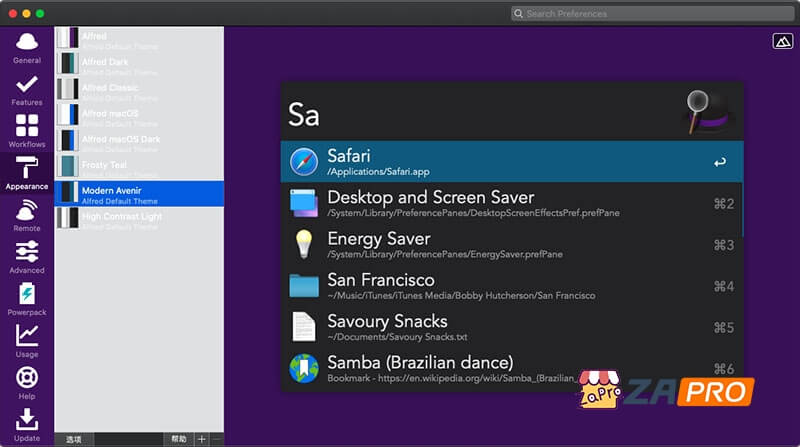 Search Preferences
General
Features
Workflows
Appearance
Remote
Advanced
Powerpack
Usage
Help
Update
Alfred
Alfred Default Theme
Alfred Dark
Alfred Default Theme
Alfred Classic
Alfred Default Theme
Alfred macOS
Alfred Default Theme
Alfred macOS Dark
Alfred Default Theme
Frosty Teal
Alfred Default Theme
Modern Avenir
Alfred Default Theme
High Contrast Light
Alfred Default Theme
选项
帮助
Sa
Safari
/Applications/Safari.app
Desktop and Screen Saver
/System/Library/PreferencePanes/DesktopScreenEffectsPref.prefPane
⌘2
Energy Saver
/System/Library/PreferencePanes/EnergySaver.prefPane
⌘3
San Francisco
~/Music/iTunes/iTunes Media/Bobby Hutcherson/San Francisco
⌘4
Savoury Snacks
~/Documents/Savoury Snacks.txt
⌘5
Samba (Brazilian dance)
Bookmark - https://en.wikipedia.org/wiki/Samba_(Brazilian_
⌘6
ZaPro
ZAPRO